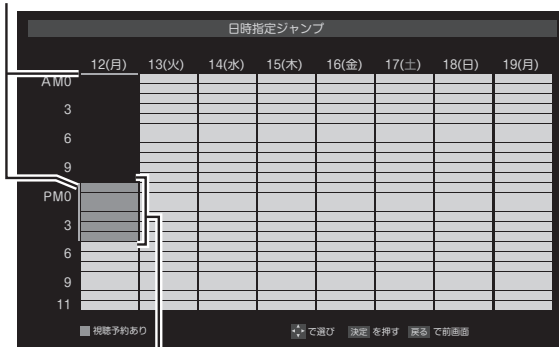 日時指定ジャンプ
12(月) 13(火) 14(水) 15(木) 16(金) 17(土) 18(日) 19(月)
AM0
3
6
9
PM0
3
6
9
11
視聴予約あり で選び 決定 を押す 戻る で前画面